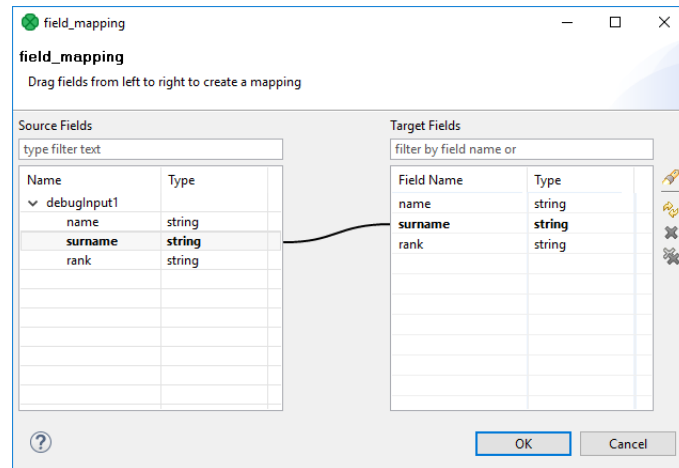 field_mapping
field_mapping
Drag fields from left to right to create a mapping
Source Fields
Target Fields
type filter text
filter by field name or
Name Type
Field Name Type
debugInput1
name string
name string
surname string
surname string
rank string
rank string
?
OK Cancel